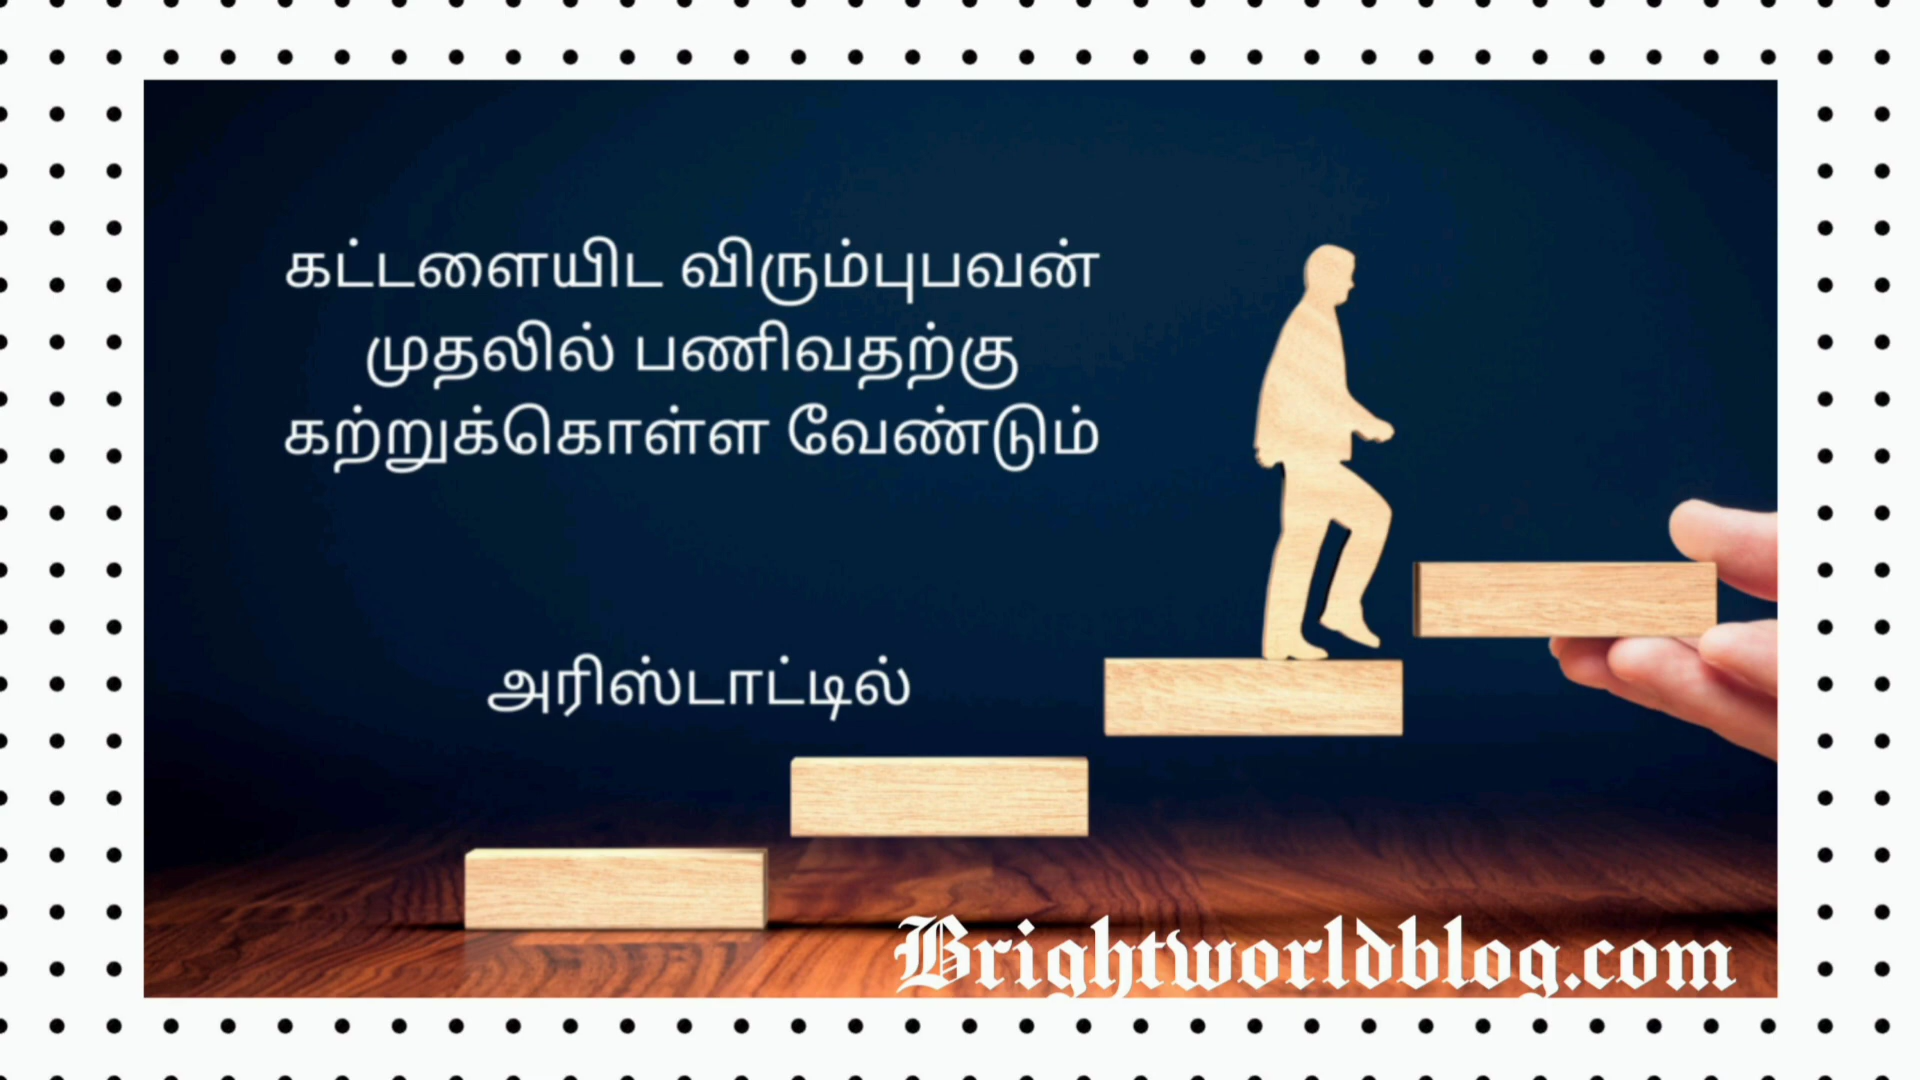 கட்டளையிட விரும்புபவன்
முதலில் பணிவதற்கு
கற்றுக்கொள்ள வேண்டும்
அரிஸ்டாட்டில்
Brightworldblog.com